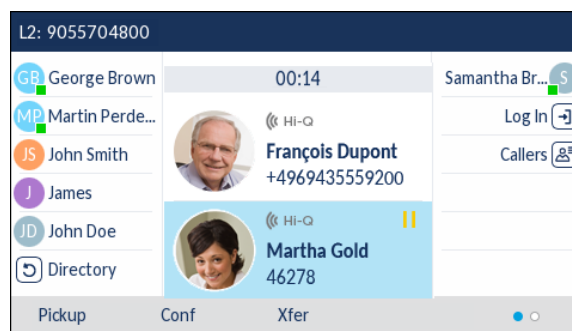 L2: 9055704800
GB George Brown
00:14
Samantha Br... S
MP Martin Perde...
Hi-Q
Log In
JS John Smith
François Dupont
Callers
+4969435559200
J James
Hi-Q
JD John Doe
Martha Gold
Directory
46278
Pickup Conf Xfer